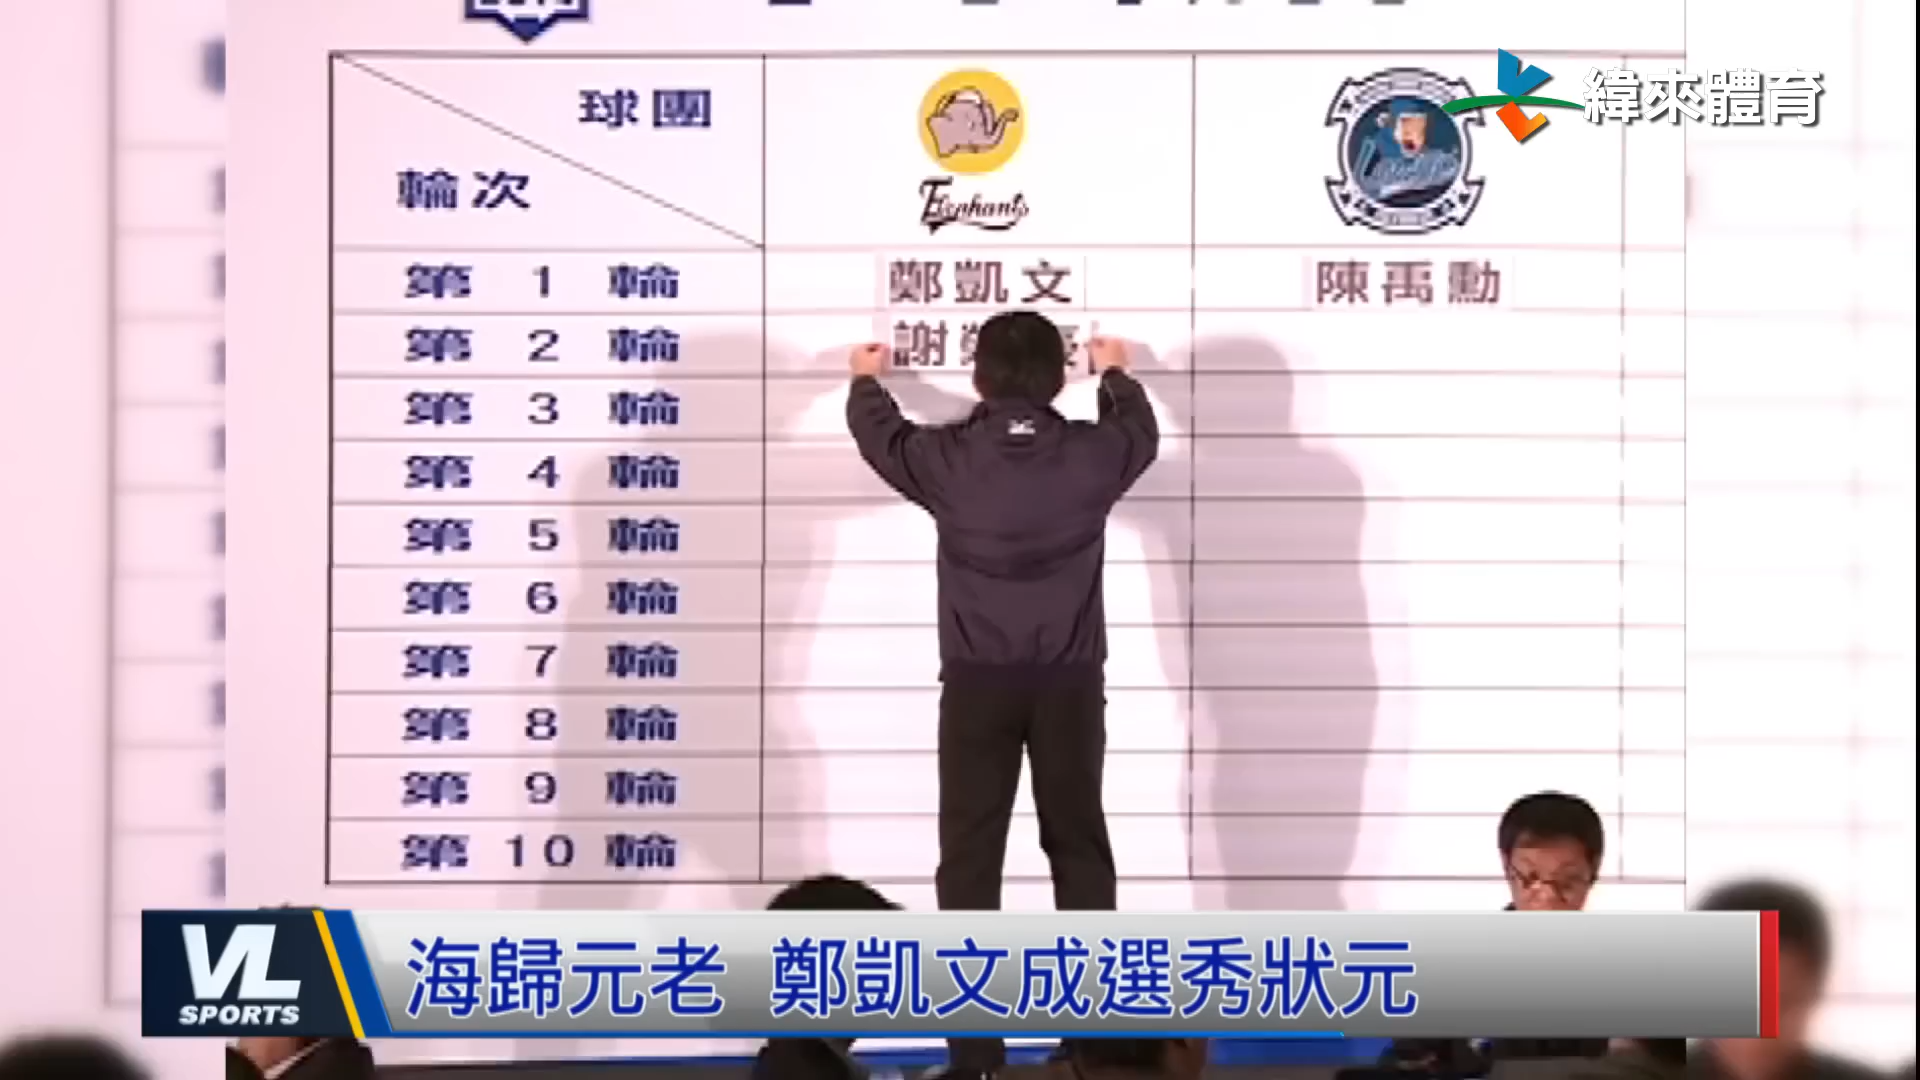 緯來體育
球團
輪次
Elephants
Lamigo
第 1 輪 鄭凱文 陳禹勳
第 2 輪 謝
第 3 輪
第 4 輪
第 5 輪
第 6 輪
第 7 輪
第 8 輪
第 9 輪
第 10 輪
VL SPORTS
海歸元老 鄭凱文成選秀狀元